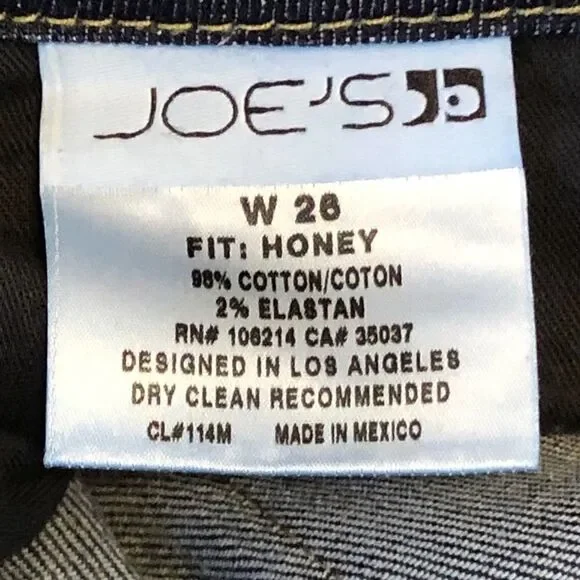 JOE'S
W 26
FIT: HONEY
98% COTTON/COTON
2% ELASTAN
RN# 106214 CA# 35037
DESIGNED IN LOS ANGELES
DRY CLEAN RECOMMENDED
CL#114M MADE IN MEXICO